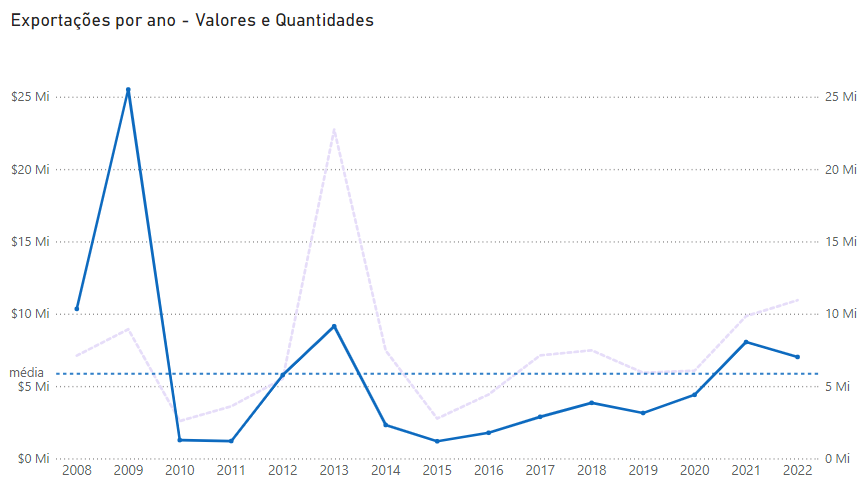 Exportações por ano - Valores e Quantidades
$25 Mi 25 Mi
$20 Mi 20 Mi
$15 Mi 15 Mi
$10 Mi 10 Mi
média
$5 Mi 5 Mi
$0 Mi 0 Mi
2008 2009 2010 2011 2012 2013 2014 2015 2016 2017 2018 2019 2020 2021 2022